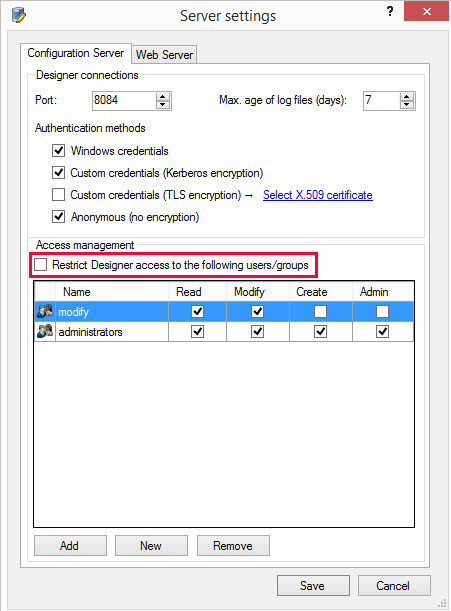 Server settings ?
Configuration Server Web Server
Designer connections
Port: 8084 Max. age of log files (days): 7
Authentication methods
Windows credentials
Custom credentials (Kerberos encryption)
Custom credentials (TLS encryption) → Select X.509 certificate
Anonymous (no encryption)
Access management
Restrict Designer access to the following users/groups
Name Read Modify Create Admin
modify
administrators
Add New Remove
Save Cancel